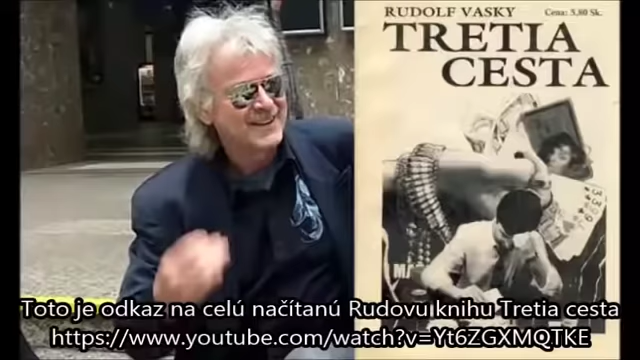 RUDOLF VASKY
Cena: 5,80 Sk.
TRETIA
CESTA
Toto je odkaz na celú načítanú Rudovu knihu Tretia cesta
https://www.youtube.com/watch?v=Yt6ZGXMQTKE